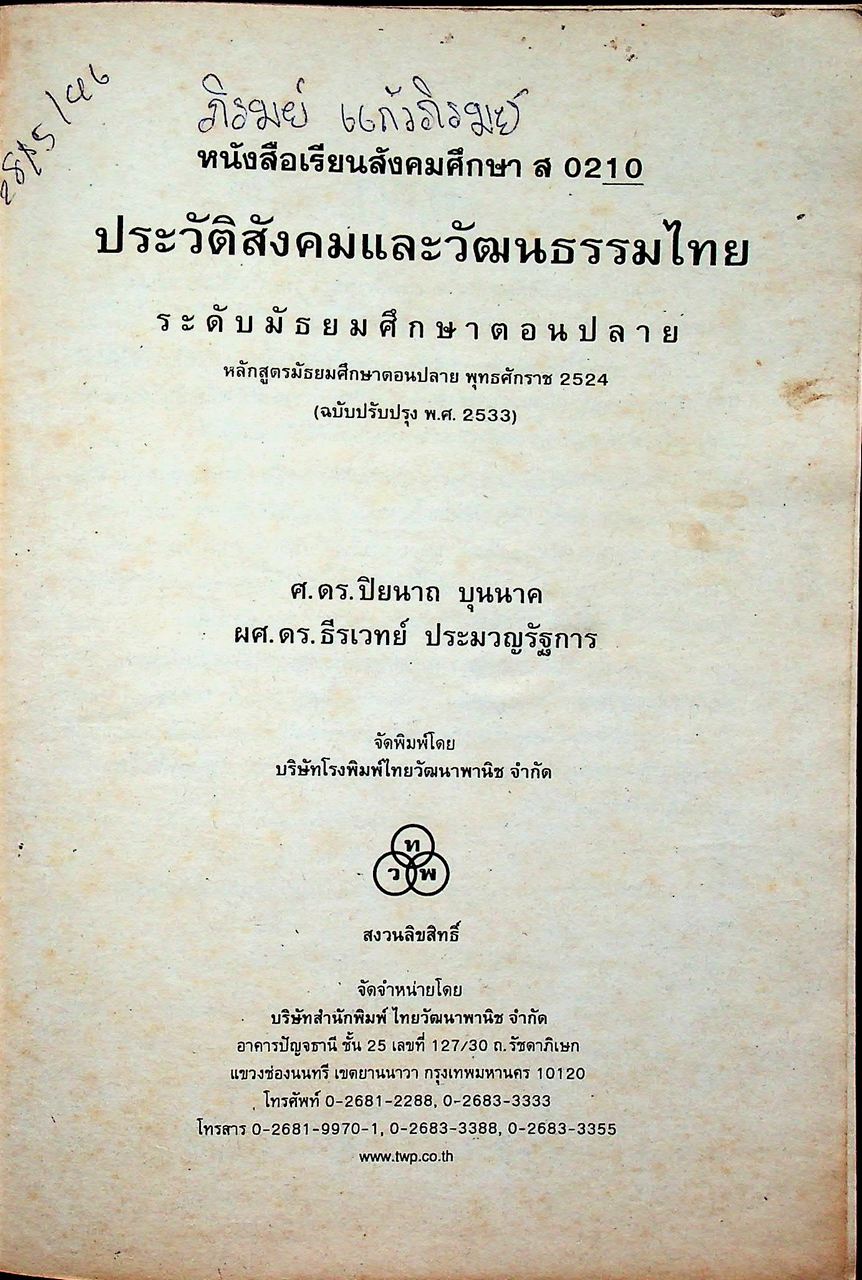 28/5/46
ภิรมย์ แก้วภิรมย์
หนังสือเรียนสังคมศึกษา ส 0210
ประวัติสังคมและวัฒนธรรมไทย
ระดับมัธยมศึกษาตอนปลาย
หลักสูตรมัธยมศึกษาตอนปลาย พุทธศักราช 2524
(ฉบับปรับปรุง พ.ศ. 2533)
ศ.ดร.ปิยนาถ บุนนาค
ผศ.ดร.ธีรเวทย์ ประมวญรัฐการ
จัดพิมพ์โดย
บริษัทโรงพิมพ์ไทยวัฒนาพานิช จำกัด
ท
ว พ
สงวนลิขสิทธิ์
จัดจำหน่ายโดย
บริษัทสำนักพิมพ์ ไทยวัฒนาพานิช จำกัด
อาคารปัญจธานี ชั้น 25 เลขที่ 127/30 ถ.รัชดาภิเษก
แขวงช่องนนทรี เขตยานนาวา กรุงเทพมหานคร 10120
โทรศัพท์ 0-2681-2288, 0-2683-3333
โทรสาร 0-2681-9970-1, 0-2683-3388, 0-2683-3355
www.twp.co.th